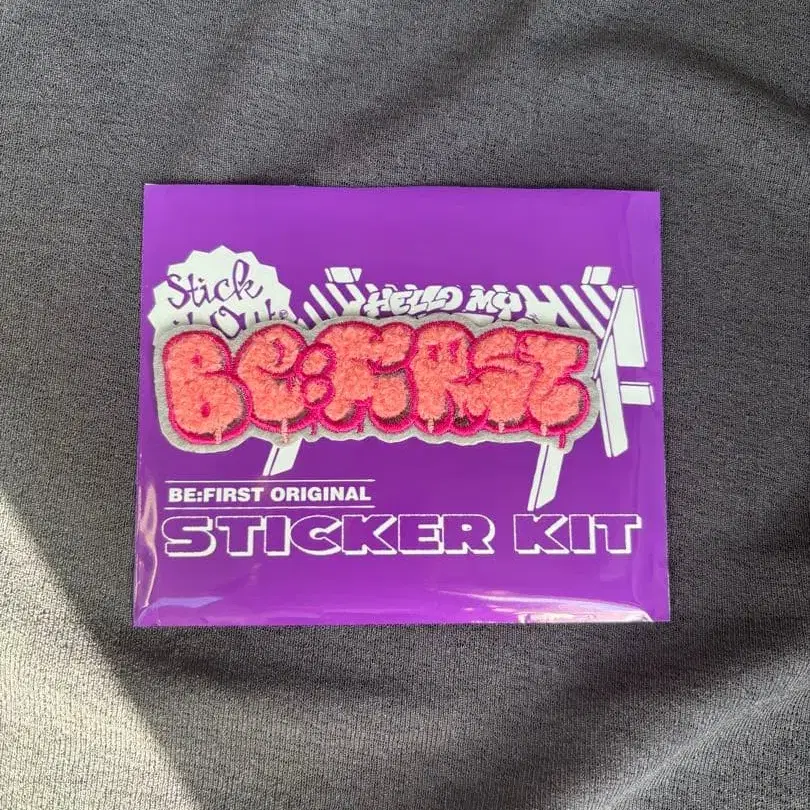 Stick
HELLO MY
BE:FIRST
BE:FIRST ORIGINAL
STICKER KIT